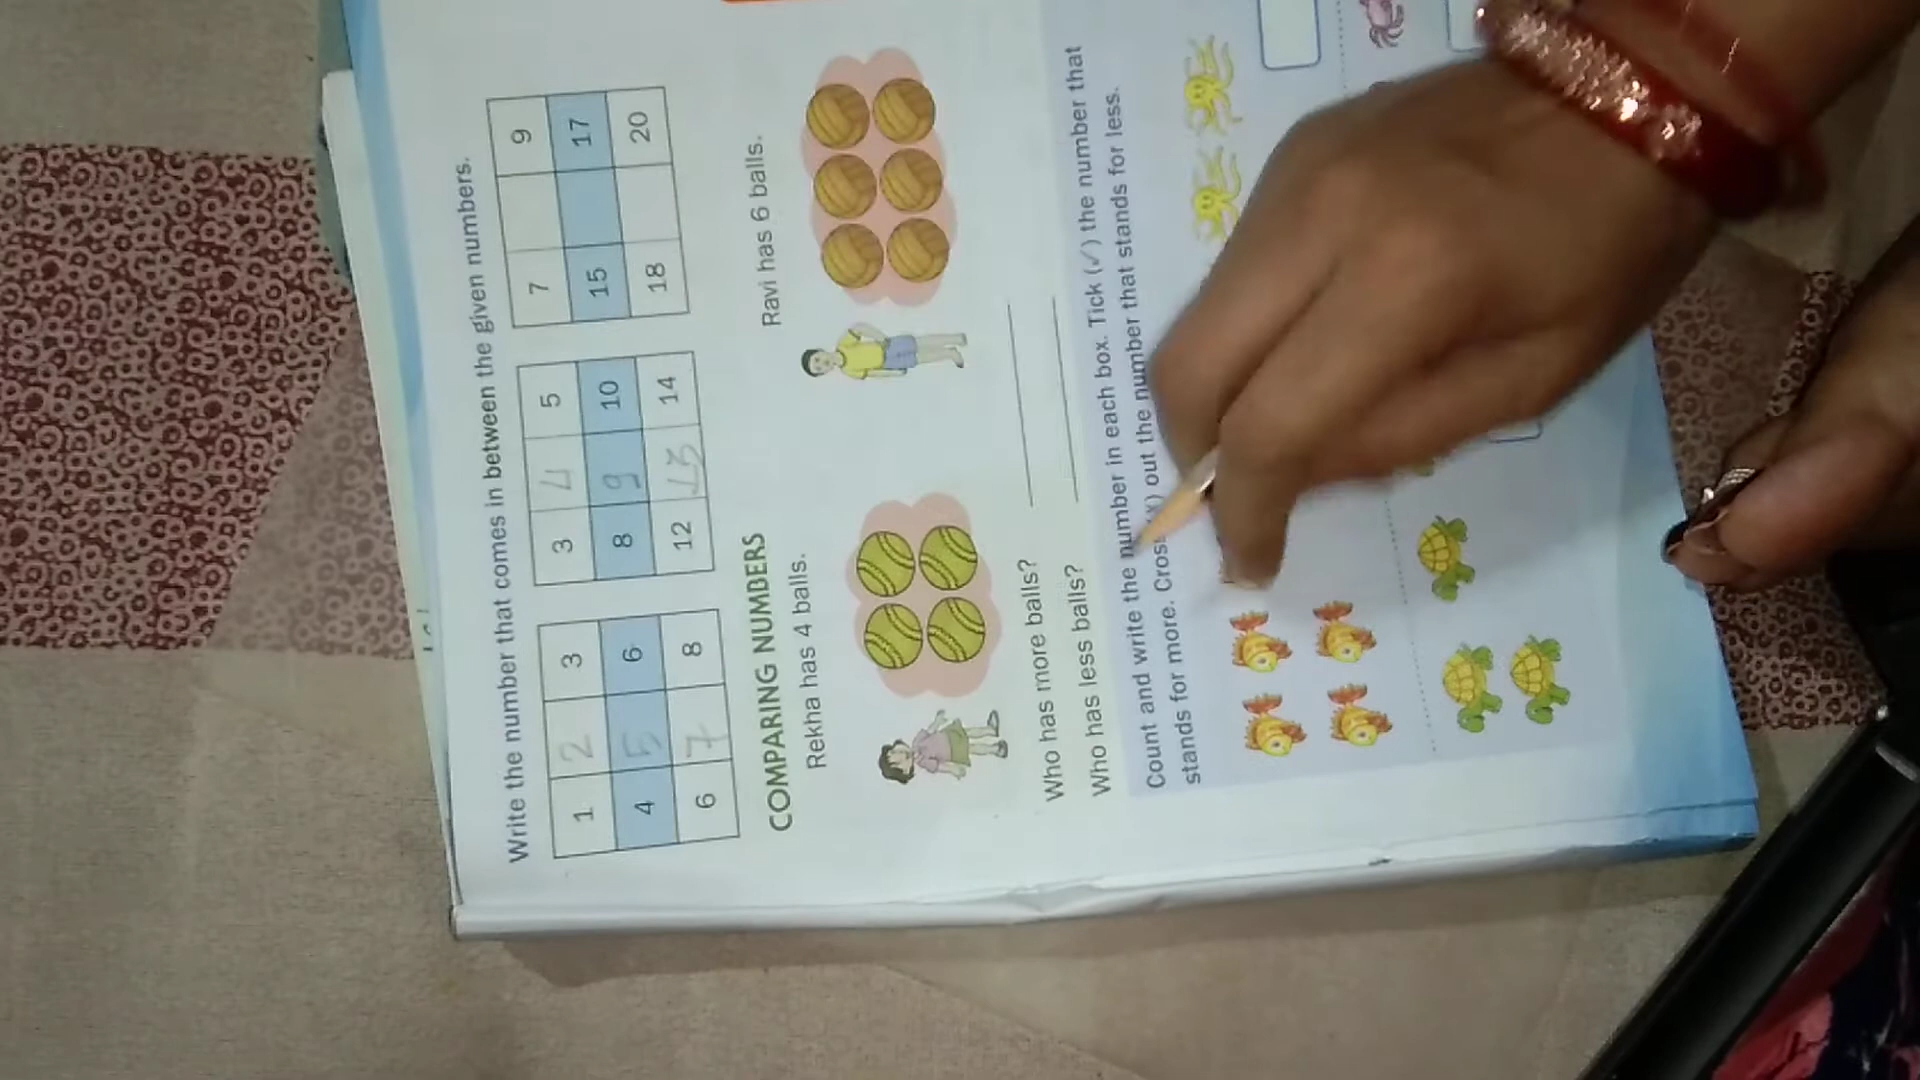 Write the number that comes in between the given numbers.
1 2 3
4 5 6
6 7 8
3 4 5
8 9 10
12 13 14
7 9
15 17
18 20
COMPARING NUMBERS
Rekha has 4 balls.
Ravi has 6 balls.
Who has more balls?
Who has less balls?
Count and write the number in each box. Tick (✓) the number that
stands for more. Cross out the number that stands for less.